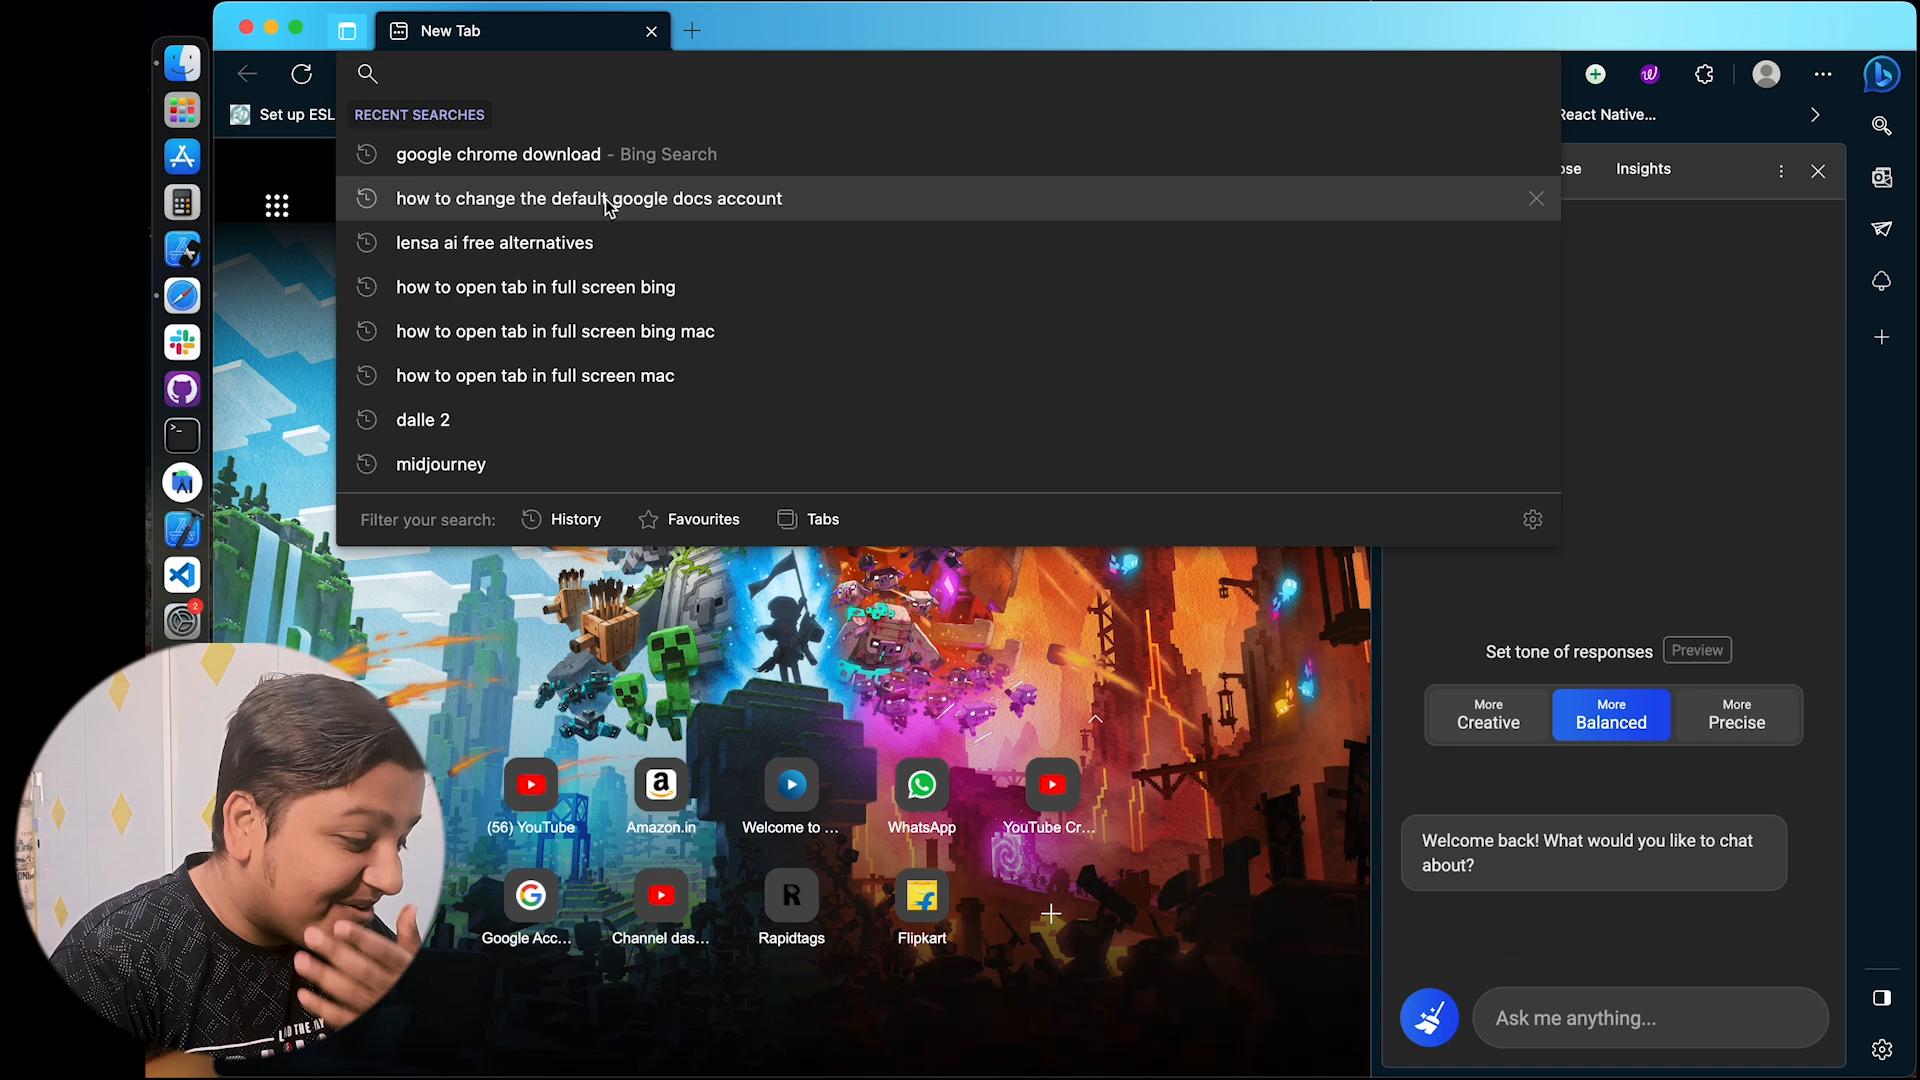 New Tab
Set up ESL
React Native...
RECENT SEARCHES
google chrome download - Bing Search
how to change the default google docs account
lensa ai free alternatives
how to open tab in full screen bing
how to open tab in full screen bing mac
how to open tab in full screen mac
dalle 2
midjourney
Filter your search: History Favourites Tabs
ose Insights
2
Set tone of responses Preview
More Creative
More Balanced
More Precise
(56) YouTube
Amazon.in
Welcome to ...
WhatsApp
YouTube Cr...
Google Acc...
Channel das...
R
Rapidtags
Flipkart
Welcome back! What would you like to chat
about?
Ask me anything...